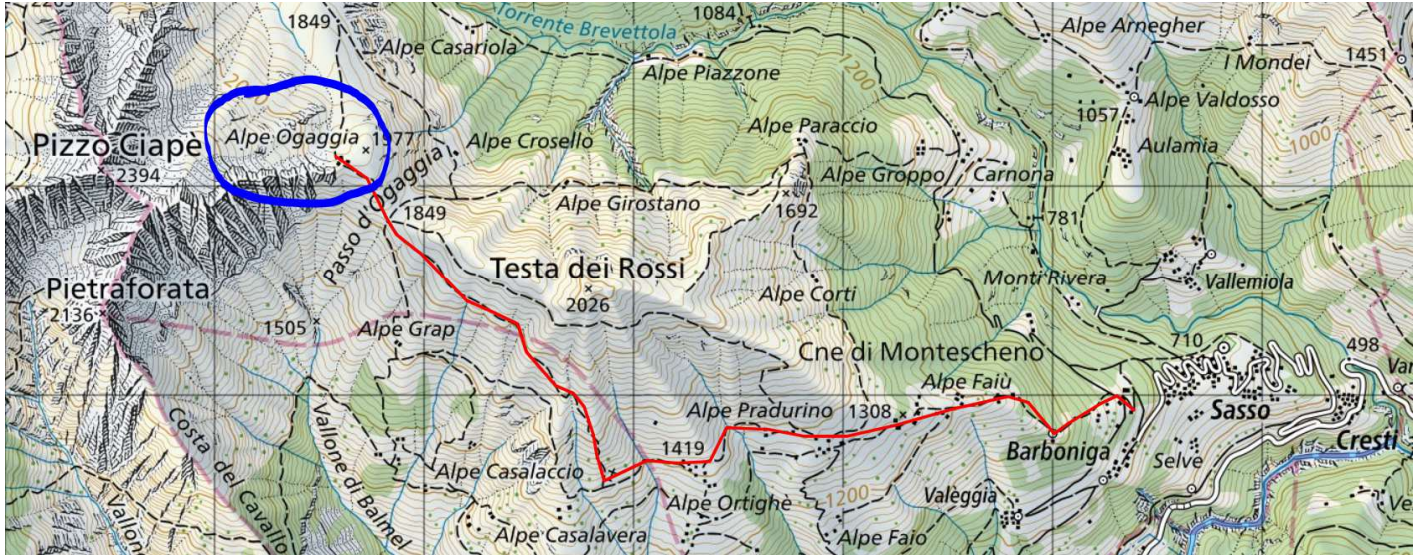 2283
1849
1084
Torrente Brevettola
Alpe Arnegher
Alpe Casariola
1200
I Mondei
1451
Alpe Piazzone
Alpe Valdosso
1057
Alpe Ogaggia
1977
Pizzo Ciapè
2394
Alpe Crosello
Alpe Paraccio
Aulamia
1000
Alpe Groppo
Carnona
Passo d'Ogaggia
1849
Alpe Girostano
1692
781
Testa dei Rossi
2026
Monti Rivera
Vallemiola
Pietraforata
2136
1505
Alpe Grap
Alpe Corti
710
498
Cne di Montescheno
Alpe Faiù
Alpe Pradurino
1308
Sasso
Costa del Cavallo
Vallone di Balmel
Alpe Casalaccio
1419
Barboniga
Selve
Cresti
Alpe Ortighè
1200
Valèggia
Alpe Casalavera
Alpe Faio